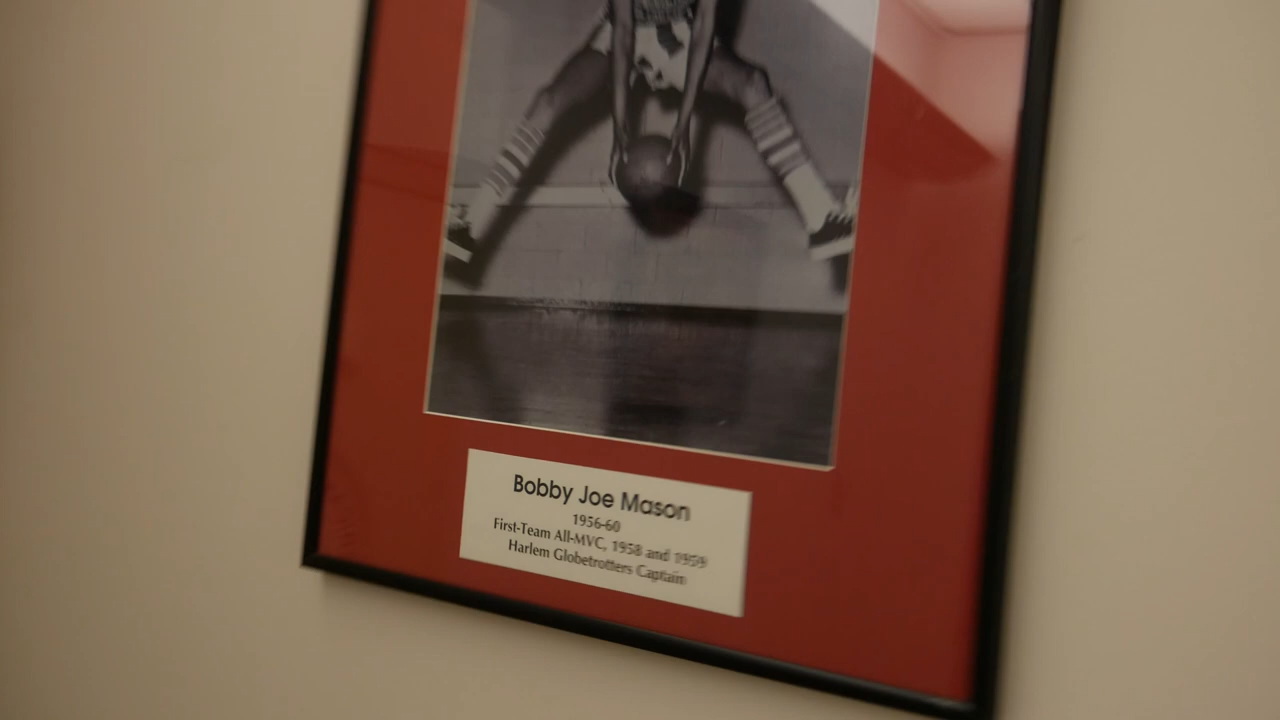 Bobby Joe Mason
1956-60
First-Team All-MVC, 1958 and 1959
Harlem Globetrotters Captain